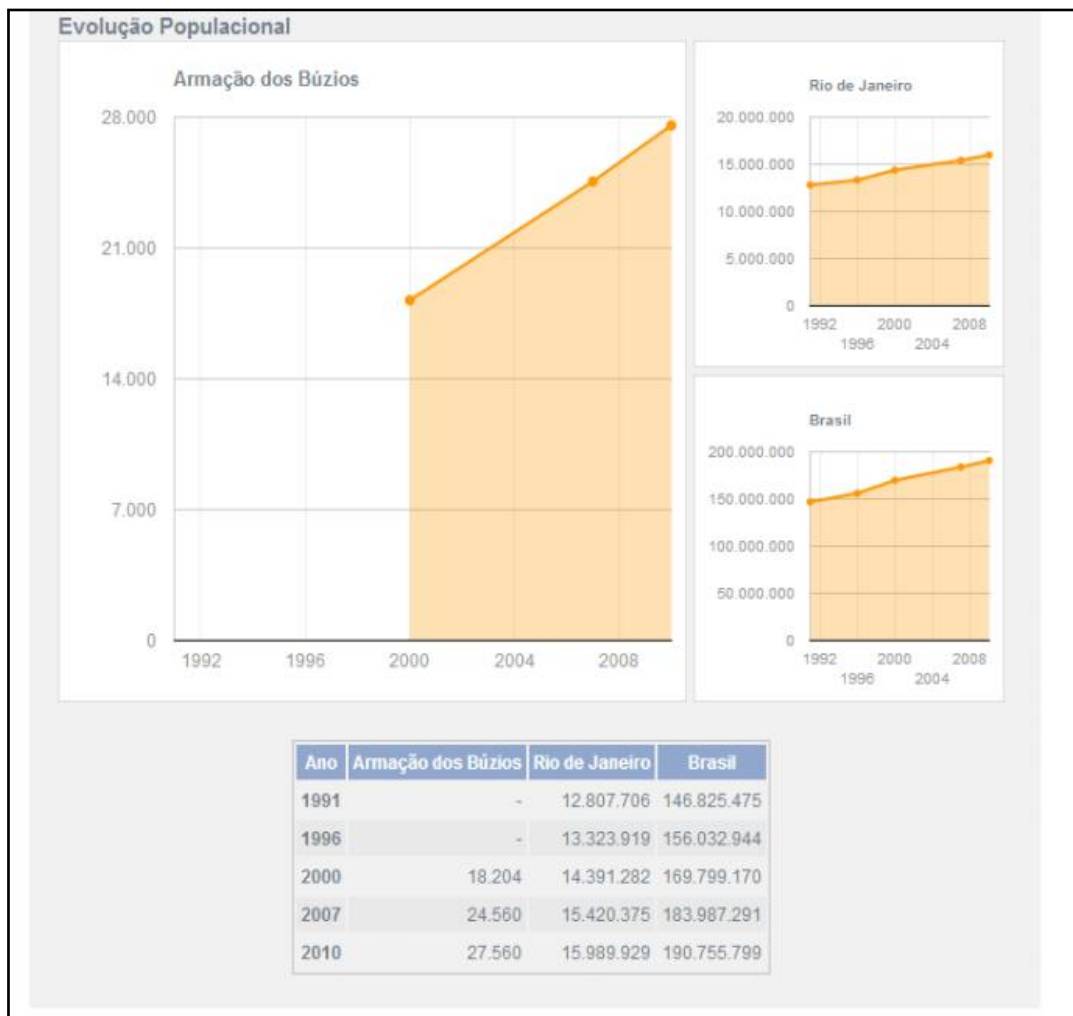 Evolução Populacional
Armação dos Búzios
28.000
21.000
14.000
7.000
0
1992 1996 2000 2004 2008
Rio de Janeiro
20.000.000
15.000.000
10.000.000
5.000.000
0
1992 2000 2008
1996 2004
Brasil
200.000.000
150.000.000
100.000.000
50.000.000
0
1992 2000 2008
1996 2004
Ano Armação dos Búzios Rio de Janeiro Brasil
1991 - 12.807.706 146.825.475
1996 - 13.323.919 156.032.944
2000 18.204 14.391.282 169.799.170
2007 24.560 15.420.375 183.987.291
2010 27.560 15.989.929 190.755.799